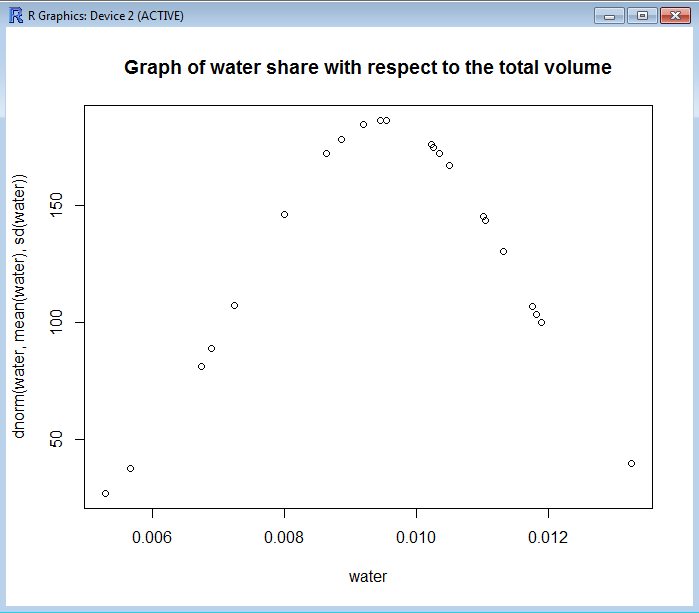 R Graphics: Device 2 (ACTIVE)
Graph of water share with respect to the total volume
dnorm(water, mean(water), sd(water))
150
100
50
0.006 0.008 0.010 0.012
water